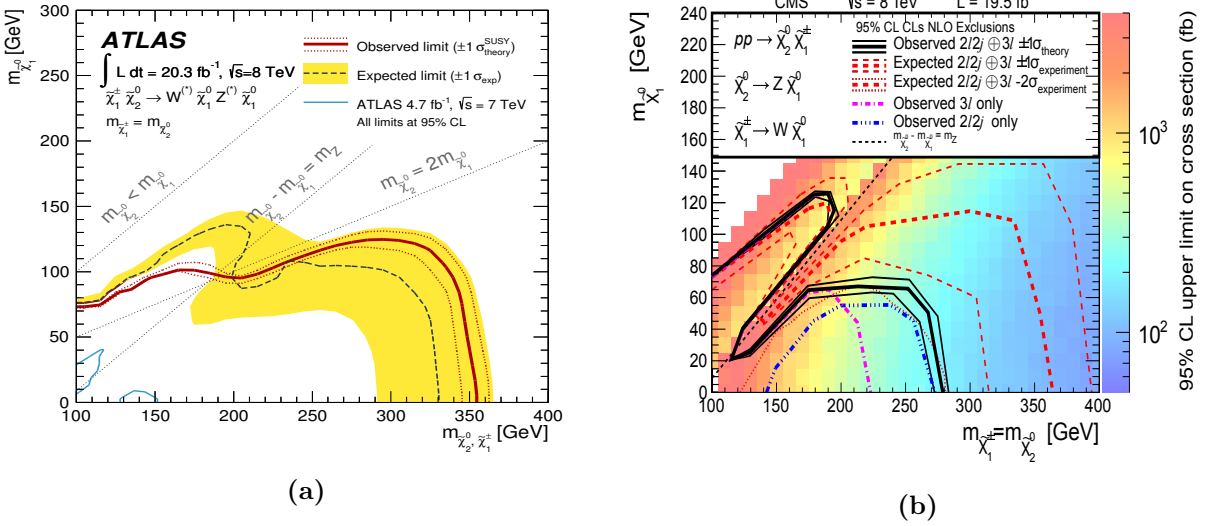 ATLAS
∫ L dt = 20.3 fb⁻¹, √s=8 TeV
χ̃₁± χ̃₂⁰ → W⁽*⁾ χ̃₁⁰ Z⁽*⁾ χ̃₁⁰
m_χ̃₁± = m_χ̃₂⁰
Observed limit (±1 σ_theory^SUSY)
Expected limit (±1 σ_exp)
ATLAS 4.7 fb⁻¹, √s = 7 TeV
All limits at 95% CL
m_χ̃₂⁰ < m_χ̃₁⁰
m_χ̃₂⁰ - m_χ̃₁⁰ = m_Z
m_χ̃₂⁰ = 2m_χ̃₁⁰
m_χ̃₁⁰ [GeV]
350
300
250
200
150
100
50
0
100 150 200 250 300 350 400
m_χ̃₂⁰, χ̃₁± [GeV]
(a)
CMS √s = 8 TeV L = 19.5 fb
pp → χ̃₂⁰ χ̃₁±
χ̃₂⁰ → Z χ̃₁⁰
χ̃₁± → W χ̃₁⁰
95% CL CLs NLO Exclusions
Observed 2l2j ⊕3l ±1σ_theory
Expected 2l2j ⊕3l ±1σ_experiment
Expected 2l2j ⊕3l -2σ_experiment
Observed 3l only
Observed 2l2j only
m_χ̃₂⁰ - m_χ̃₁⁰ = m_Z
m_χ̃₁⁰ [GeV]
240
220
200
180
160
140
120
100
80
60
40
20
0
100 150 200 250 300 350 400
m_χ̃₁±=m_χ̃₂⁰ [GeV]
10³
10²
95% CL upper limit on cross section (fb)
(b)